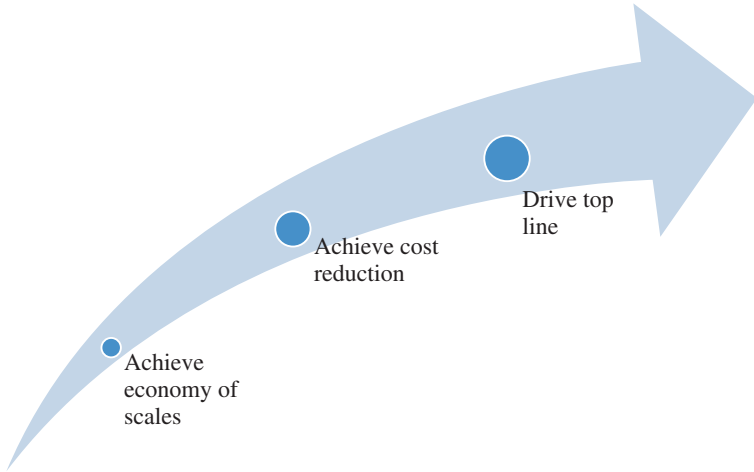 Drive top
line
Achieve cost
reduction
Achieve
economy of
scales